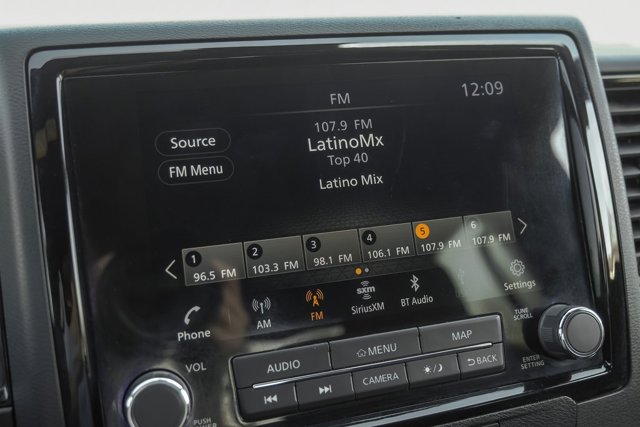 FM
12:09
107.9 FM
LatinoMx
Top 40
Latino Mix
Source
FM Menu
1
96.5 FM
2
103.3 FM
3
98.1 FM
4
106.1 FM
5
107.9 FM
6
107.9 FM
Phone
AM
FM
sxm
SiriusXM
BT Audio
Settings
VOL
AUDIO
MENU
MAP
CAMERA
BACK
TUNE
SCROLL
ENTER
SETTING
PUSH